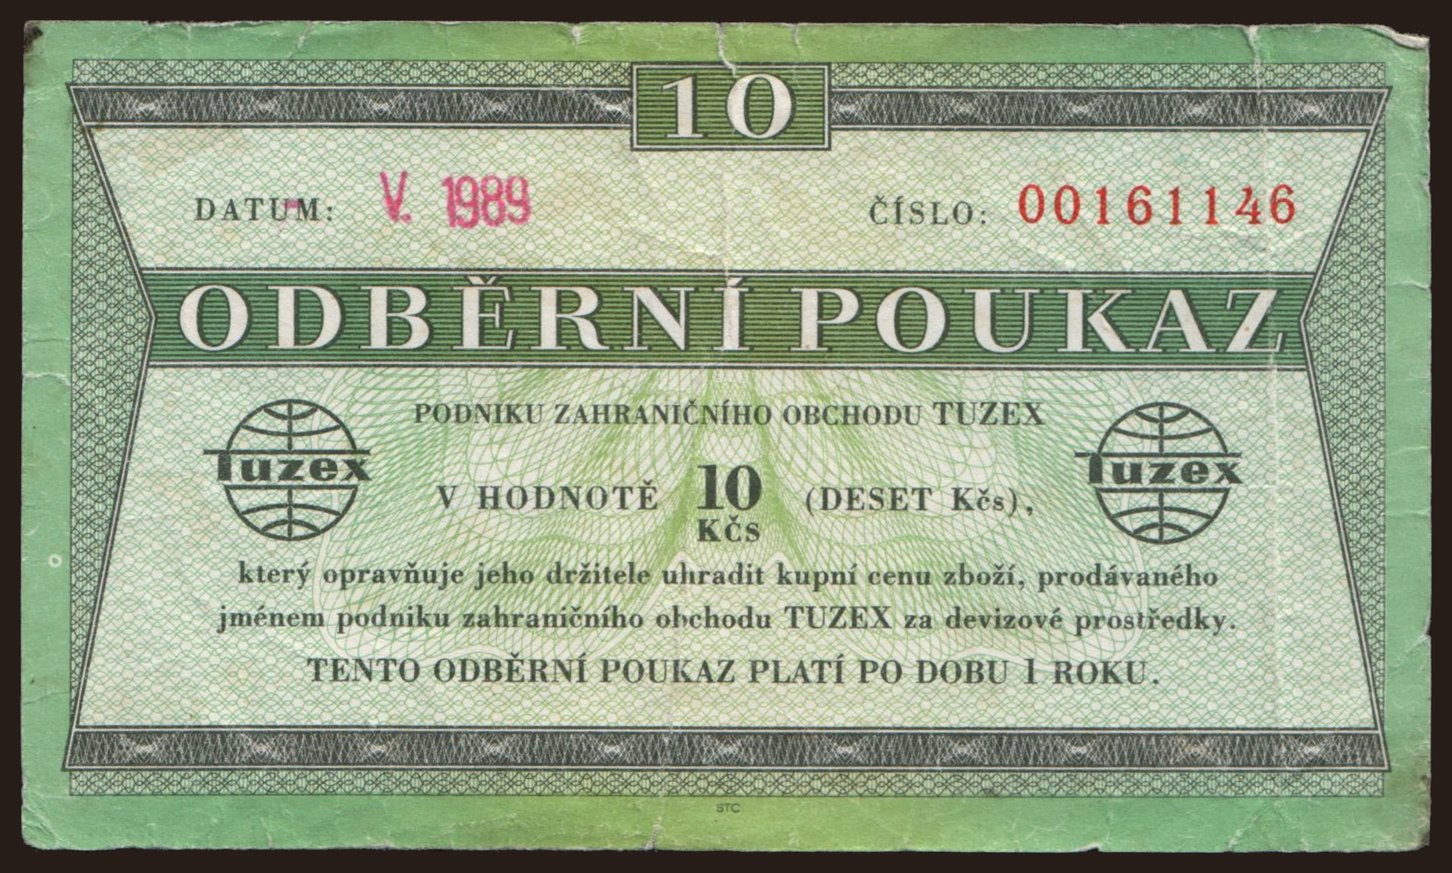 10
DATUM: V. 1989 ČÍSLO: 00161146
ODBĚRNÍ POUKAZ
PODNIKU ZAHRANIČNÍHO OBCHODU TUZEX
Tuzex V HODNOTĚ 10 Kčs (DESET Kčs), Tuzex
který opravňuje jeho držitele uhradit kupní cenu zboží, prodávaného
jménem podniku zahraničního obchodu TUZEX za devizové prostředky.
TENTO ODBĚRNÍ POUKAZ PLATÍ PO DOBU 1 ROKU.
STC